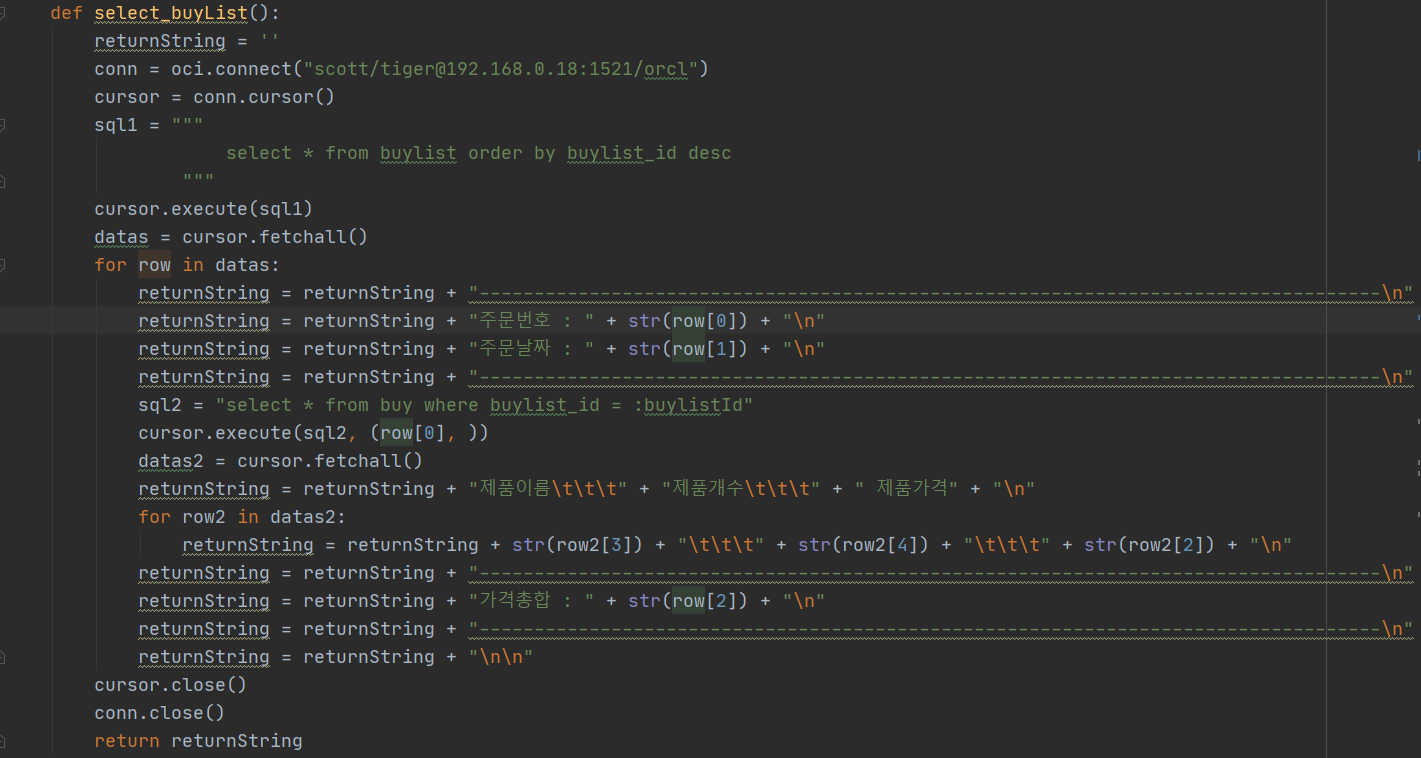 def select_buyList():
    returnString = ''
    conn = oci.connect("scott/tiger@192.168.0.18:1521/orcl")
    cursor = conn.cursor()
    sql1 = """
            select * from buylist order by buylist_id desc
        """
    cursor.execute(sql1)
    datas = cursor.fetchall()
    for row in datas:
        returnString = returnString + "----------------------------------------------------------------------------------\n"
        returnString = returnString + "주문번호 : " + str(row[0]) + "\n"
        returnString = returnString + "주문날짜 : " + str(row[1]) + "\n"
        returnString = returnString + "----------------------------------------------------------------------------------\n"
        sql2 = "select * from buy where buylist_id = :buylistId"
        cursor.execute(sql2, (row[0], ))
        datas2 = cursor.fetchall()
        returnString = returnString + "제품이름\t\t\t" + "제품개수\t\t\t" + " 제품가격" + "\n"
        for row2 in datas2:
            returnString = returnString + str(row2[3]) + "\t\t\t" + str(row2[4]) + "\t\t\t" + str(row2[2]) + "\n"
        returnString = returnString + "----------------------------------------------------------------------------------\n"
        returnString = returnString + "가격총합 : " + str(row[2]) + "\n"
        returnString = returnString + "----------------------------------------------------------------------------------\n"
        returnString = returnString + "\n\n"
    cursor.close()
    conn.close()
    return returnString